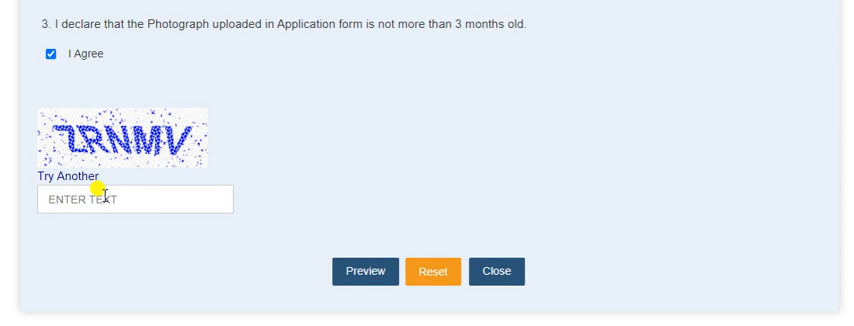 3. I declare that the Photograph uploaded in Application form is not more than 3 months old.
I Agree
Try Another
ENTER TEXT
Preview Reset Close